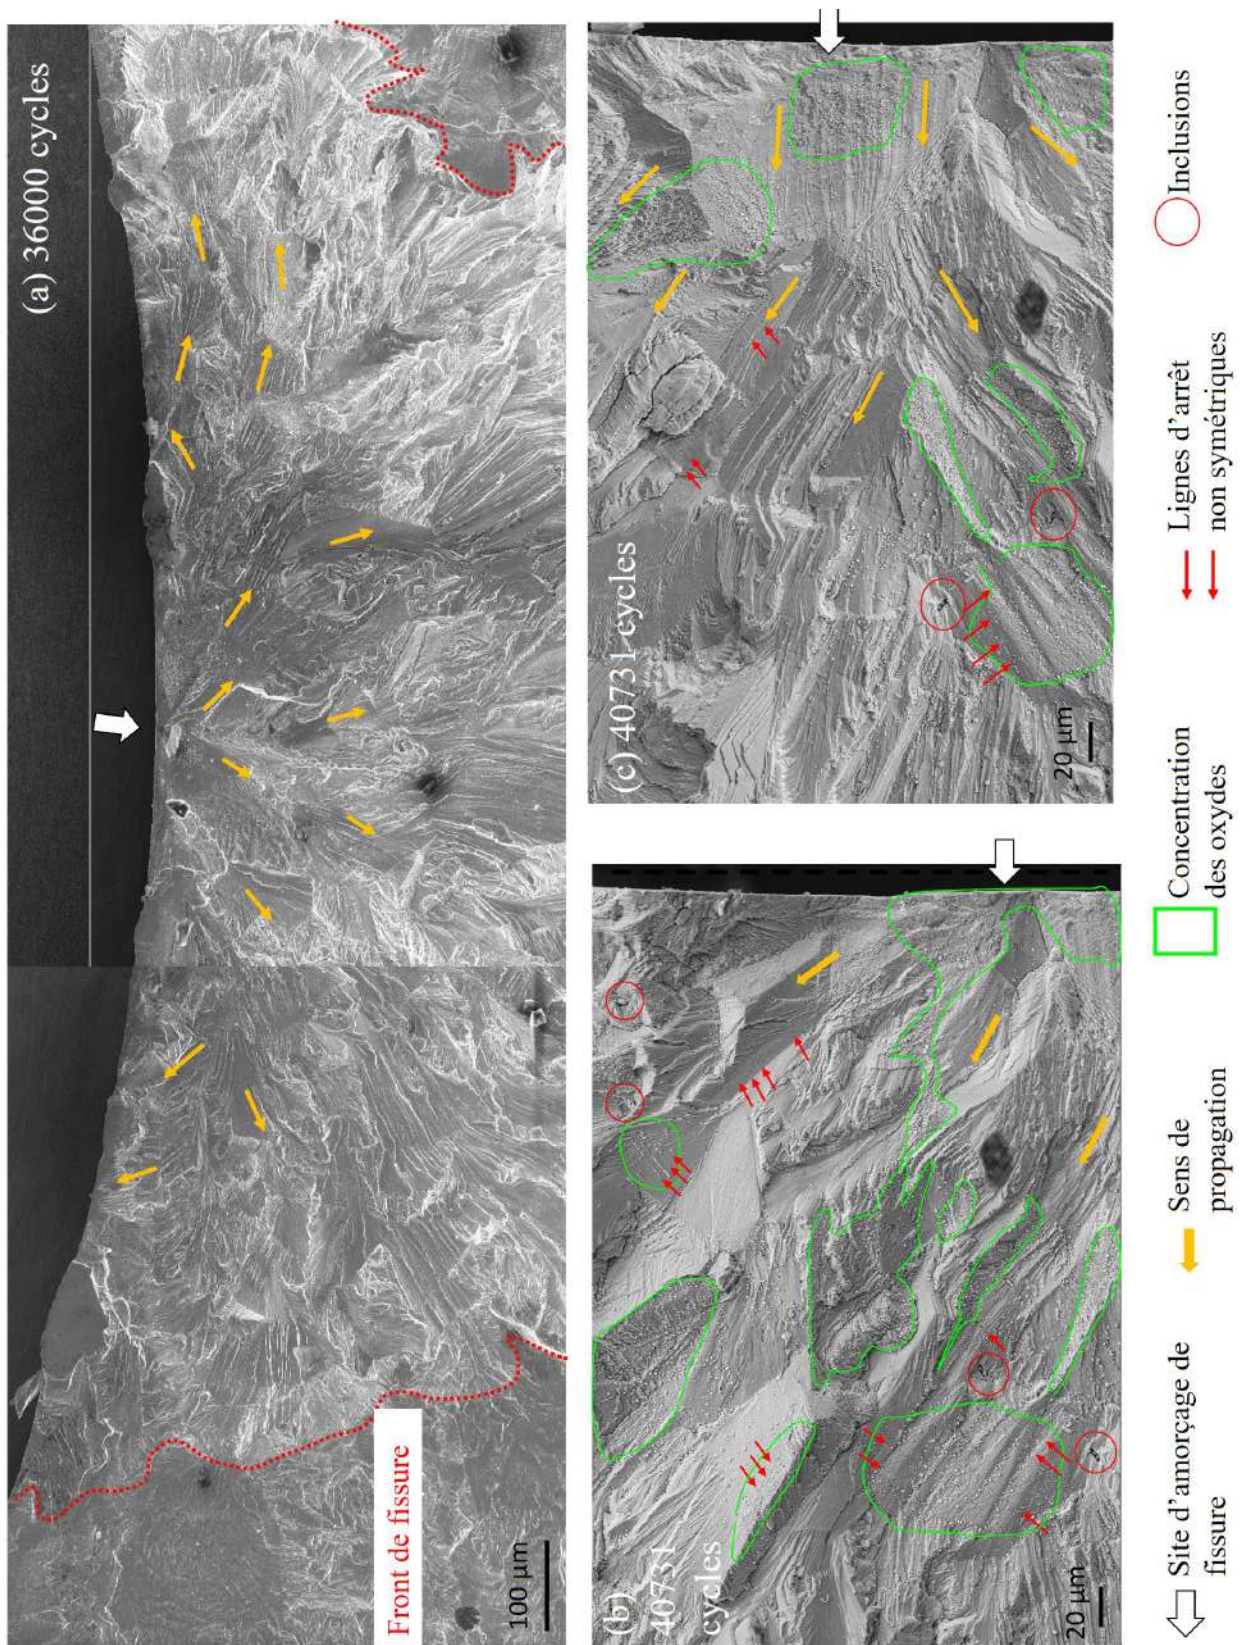 (a) 36000 cycles
Front de fissure
100 µm
(b)
40731
cycles
20 µm
(c) 40731 cycles
20 µm
Site d'amorçage de
fissure
Sens de
propagation
Concentration
des oxydes
Lignes d'arrêt
non symétriques
Inclusions